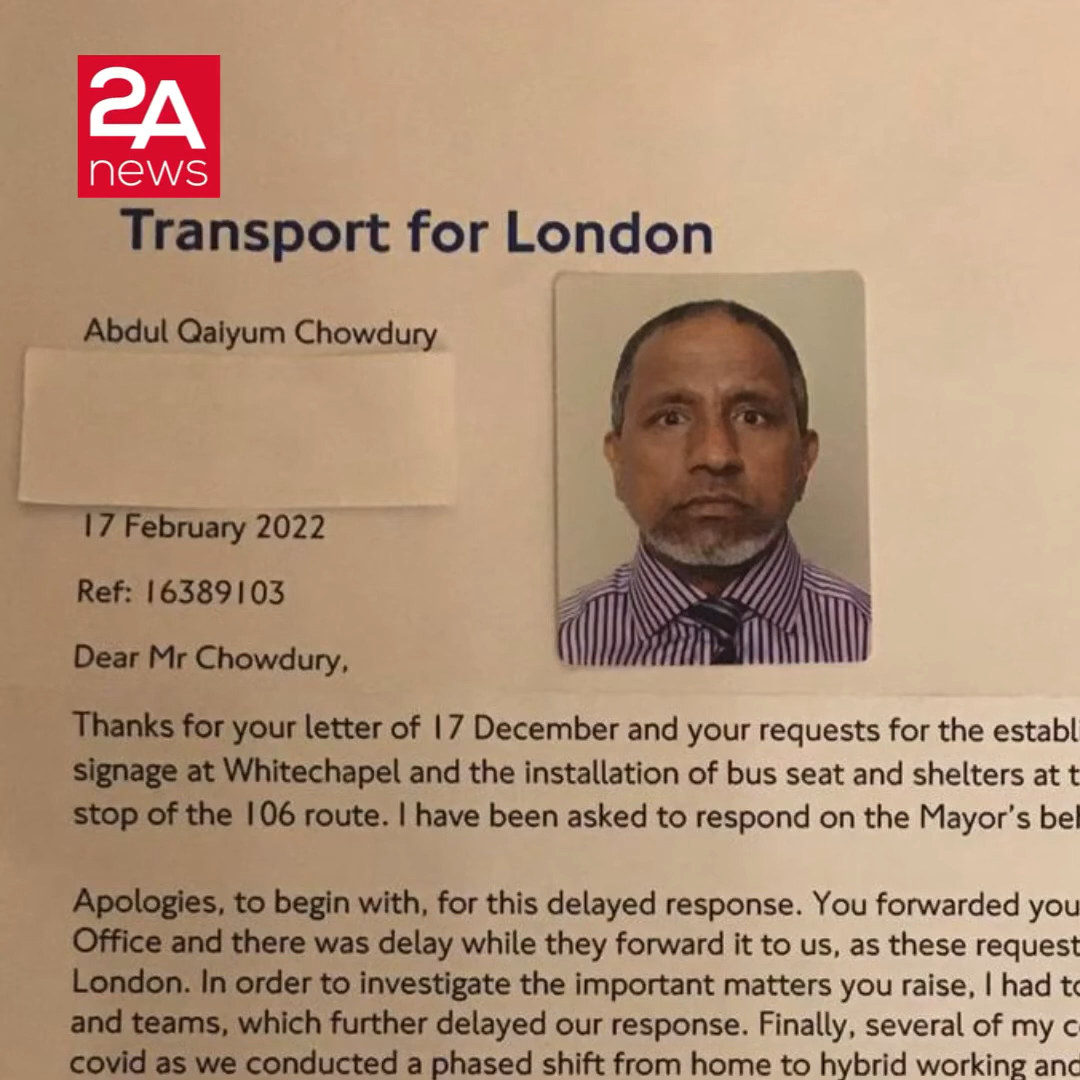 2A
news
Transport for London
Abdul Qaiyum Chowdury
17 February 2022
Ref: 16389103
Dear Mr Chowdury,
Thanks for your letter of 17 December and your requests for the
signage at Whitechapel and the installation of bus seat and shelters at
stop of the 106 route. I have been asked to respond on the Mayor's
Apologies, to begin with, for this delayed response. You forwarded
Office and there was delay while they forward it to us, as these
London. In order to investigate the important matters you raise, I had
and teams, which further delayed our response. Finally, several of my
covid as we conducted a phased shift from home to hybrid working and